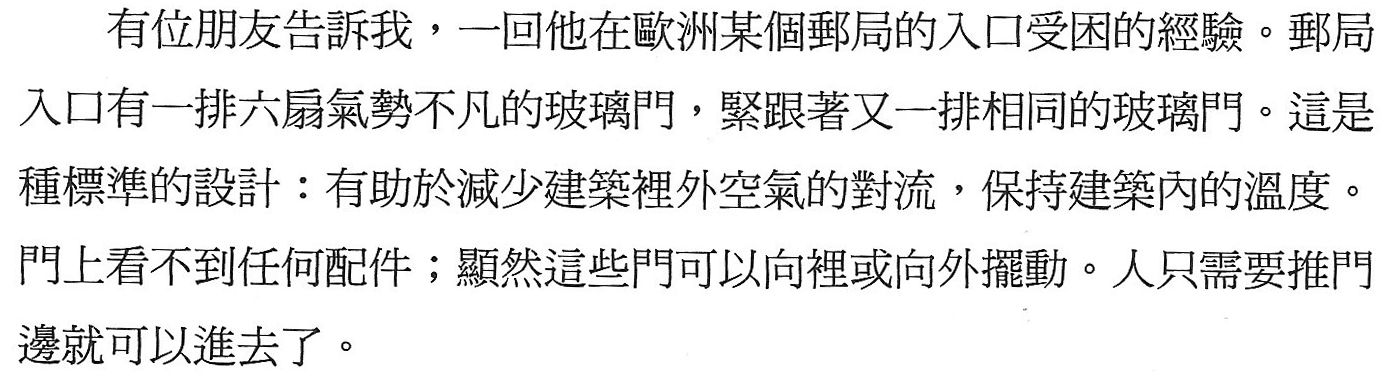 有位朋友告訴我，一回他在歐洲某個郵局的入口受困的經驗。郵局
入口有一排六扇氣勢不凡的玻璃門，緊跟著又一排相同的玻璃門。這是
種標準的設計：有助於減少建築裡外空氣的對流，保持建築內的溫度。
門上看不到任何配件；顯然這些門可以向裡或向外擺動。人只需要推門
邊就可以進去了。